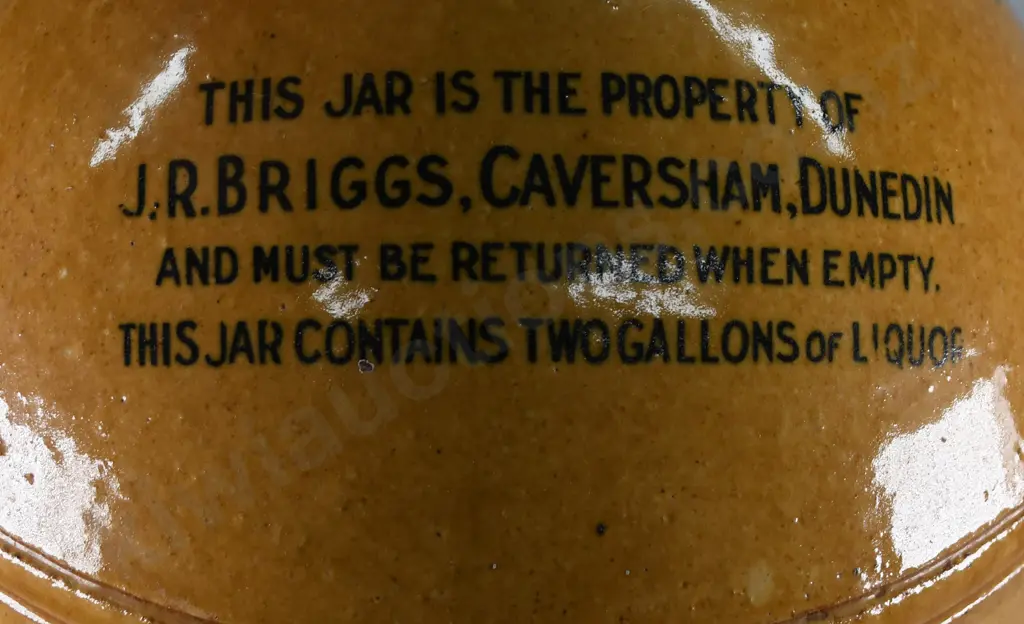 THIS JAR IS THE PROPERTY OF
J.R. BRIGGS, CAVERSHAM, DUNEDIN
AND MUST BE RETURNED WHEN EMPTY.
THIS JAR CONTAINS TWO GALLONS OF LIQUOR